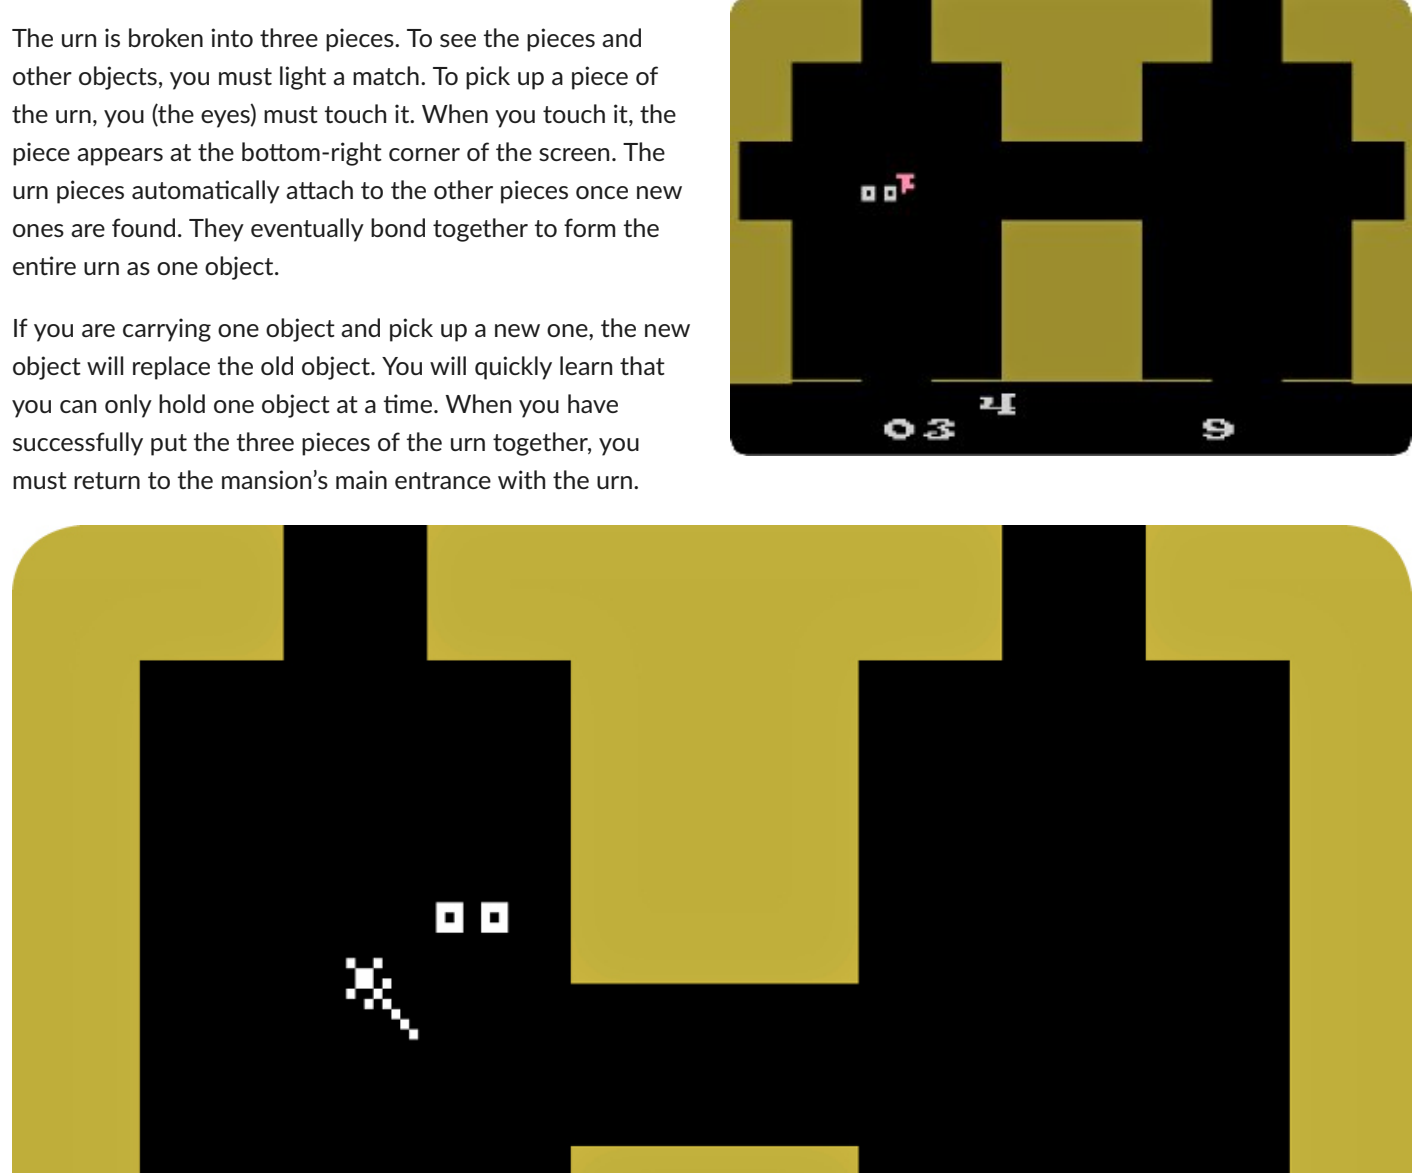 The urn is broken into three pieces. To see the pieces and
other objects, you must light a match. To pick up a piece of
the urn, you (the eyes) must touch it. When you touch it, the
piece appears at the bottom-right corner of the screen. The
urn pieces automatically attach to the other pieces once new
ones are found. They eventually bond together to form the
entire urn as one object.
If you are carrying one object and pick up a new one, the new
object will replace the old object. You will quickly learn that
you can only hold one object at a time. When you have
successfully put the three pieces of the urn together, you
must return to the mansion’s main entrance with the urn.
4
03 9